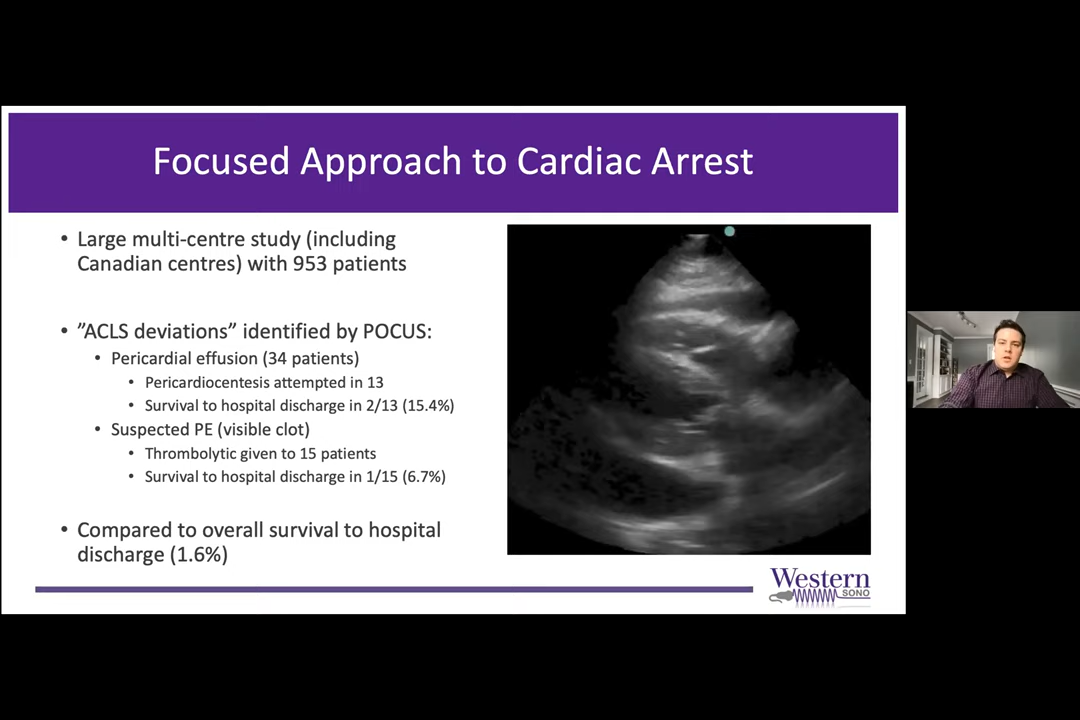 Focused Approach to Cardiac Arrest
• Large multi-centre study (including
Canadian centres) with 953 patients
• ”ACLS deviations” identified by POCUS:
• Pericardial effusion (34 patients)
• Pericardiocentesis attempted in 13
• Survival to hospital discharge in 2/13 (15.4%)
• Suspected PE (visible clot)
• Thrombolytic given to 15 patients
• Survival to hospital discharge in 1/15 (6.7%)
• Compared to overall survival to hospital
discharge (1.6%)
Western
SONO